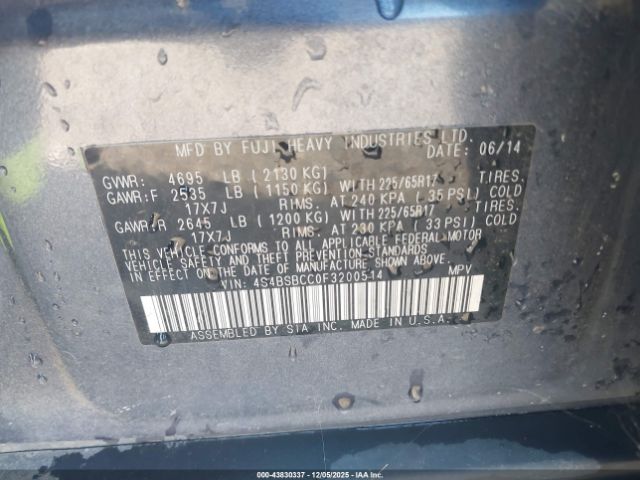 MFD BY FUJI HEAVY INDUSTRIES LTD.
DATE: 06/14
GVWR: 4695 LB ( 2130 KG)
GAWR:F 2535 LB ( 1150 KG) WITH 225/65R17 TIRES.
17X7J RIMS. AT 240 KPA ( 35 PSI) COLD
GAWR:R 2645 LB ( 1200 KG) WITH 225/65R17 TIRES.
17X7J RIMS. AT 230 KPA ( 33 PSI) COLD
THIS VEHICLE CONFORMS TO ALL APPLICABLE FEDERAL MOTOR
VEHICLE SAFETY AND THEFT PREVENTION STANDARDS
IN EFFECT ON THE DATE OF MANUFACTURE SHOWN ABOVE.
VIN: 4S4BSBCC0F3200514 MPV
ASSEMBLED BY SIA INC. MADE IN U.S.A.
000-43830337 12/05/2025 - IAAI.COM